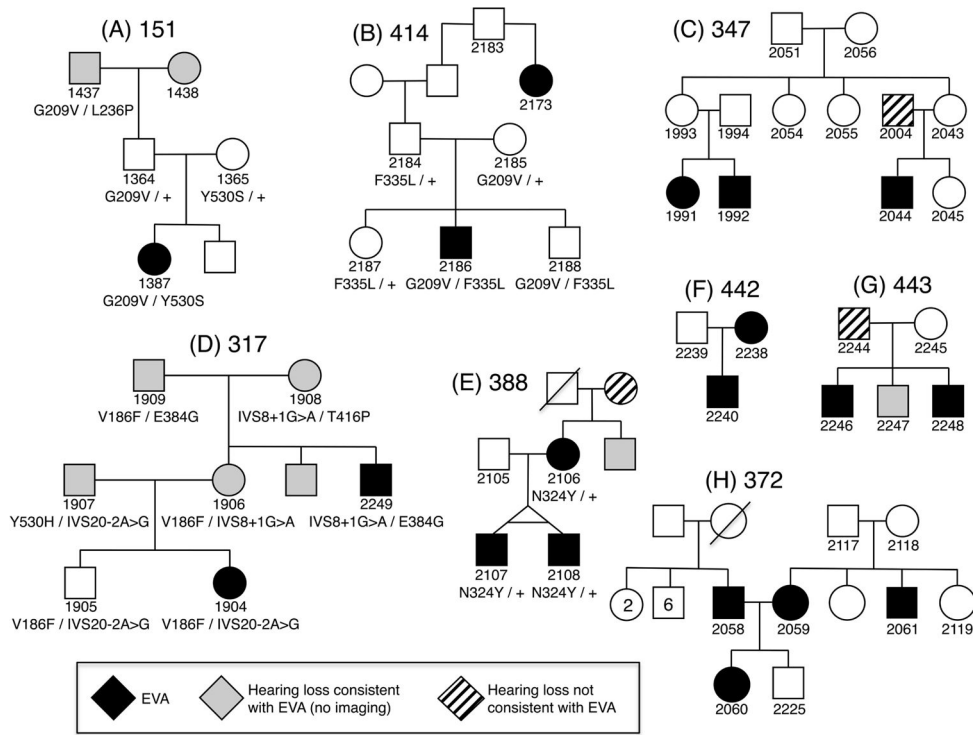 (A) 151
1437
G209V / L236P
1438
1364
G209V / +
1365
Y530S / +
1387
G209V / Y530S
(B) 414
2183
2173
2184
F335L / +
2185
G209V / +
2187
F335L / +
2186
G209V / F335L
2188
G209V / F335L
(C) 347
2051
2056
1993
1994
2054
2055
2004
2043
1991
1992
2044
2045
(D) 317
1909
V186F / E384G
1908
IVS8+1G>A / T416P
1907
Y530H / IVS20-2A>G
1906
V186F / IVS8+1G>A
2249
IVS8+1G>A / E384G
1905
V186F / IVS20-2A>G
1904
V186F / IVS20-2A>G
(E) 388
2105
2106
N324Y / +
2107
N324Y / +
2108
N324Y / +
(F) 442
2239
2238
2240
(G) 443
2244
2245
2246
2247
2248
(H) 372
2117
2118
2
6
2058
2059
2061
2119
2060
2225
EVA
Hearing loss consistent
with EVA (no imaging)
Hearing loss not
consistent with EVA